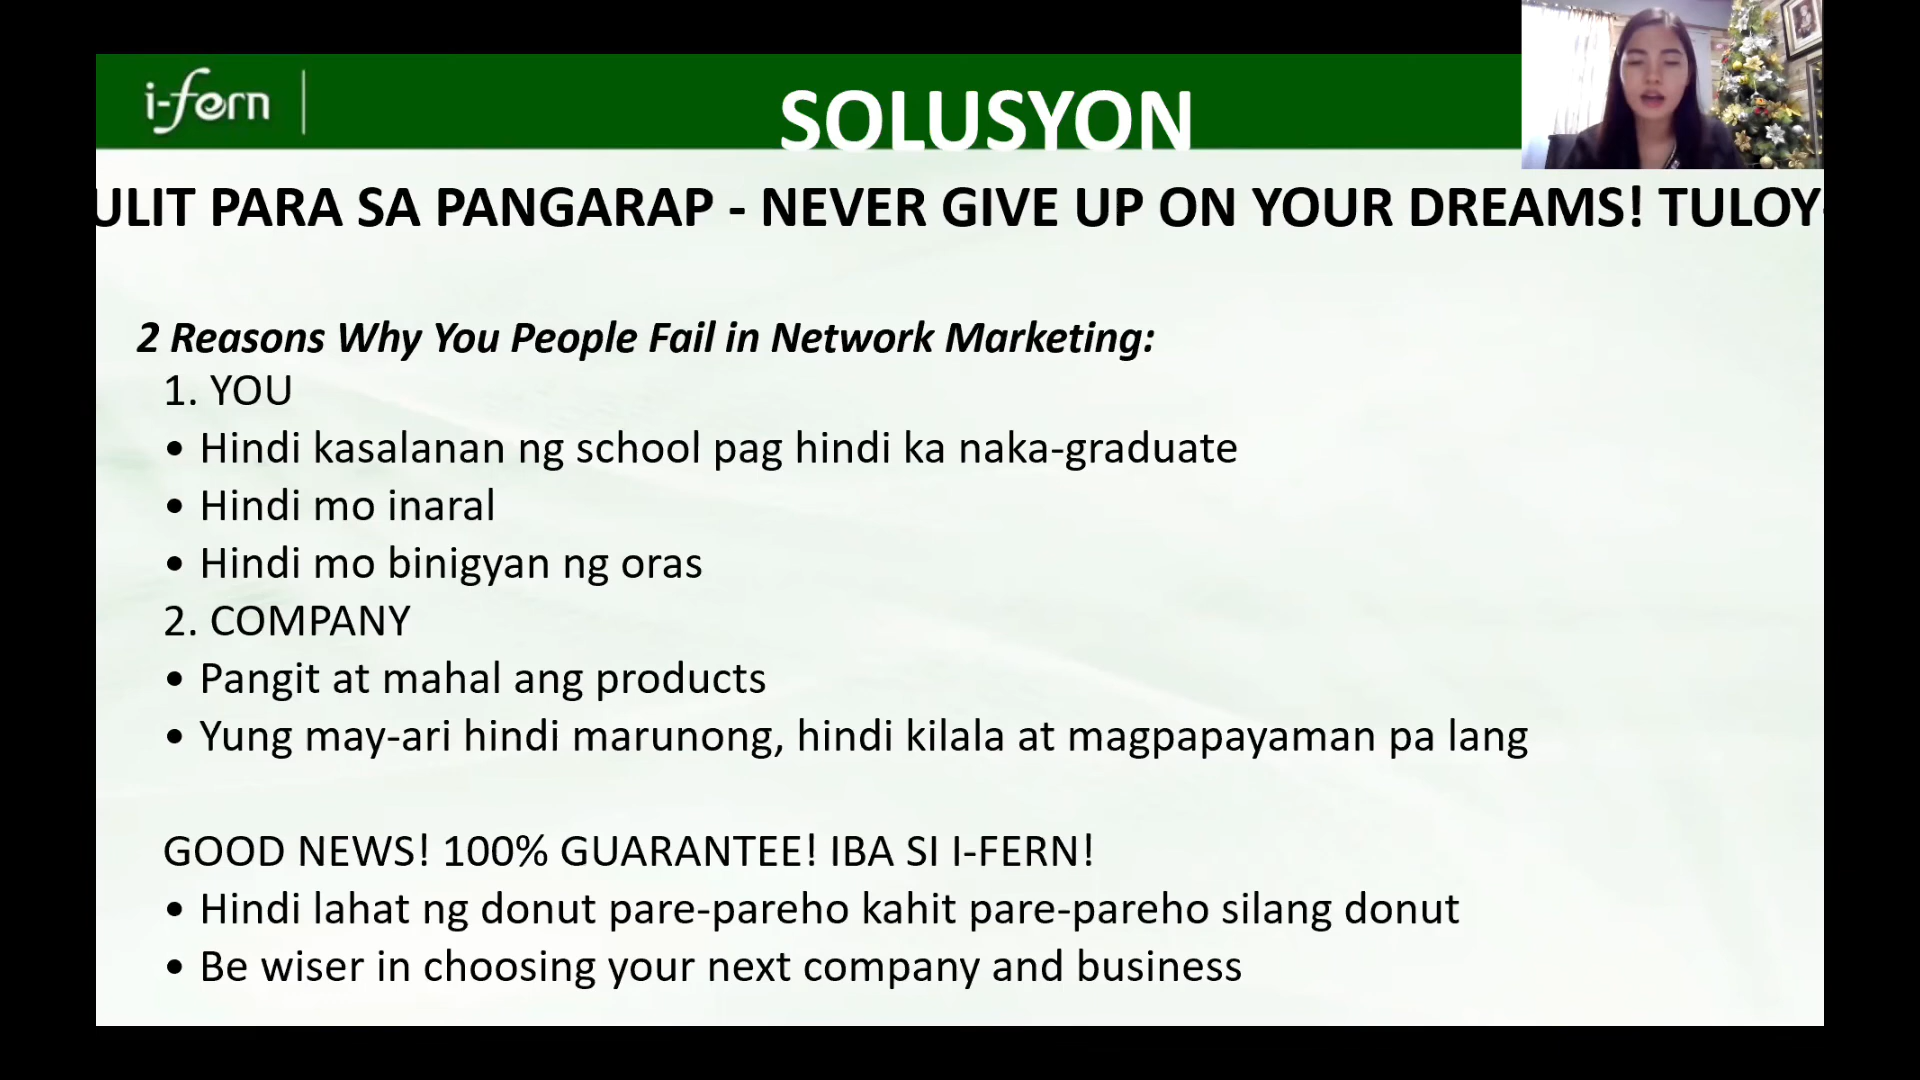 i-fern
SOLUSYON
ULIT PARA SA PANGARAP - NEVER GIVE UP ON YOUR DREAMS! TULOY-
2 Reasons Why You People Fail in Network Marketing:
1. YOU
• Hindi kasalanan ng school pag hindi ka naka-graduate
• Hindi mo inaral
• Hindi mo binigyan ng oras
2. COMPANY
• Pangit at mahal ang products
• Yung may-ari hindi marunong, hindi kilala at magpapayaman pa lang
GOOD NEWS! 100% GUARANTEE! IBA SI I-FERN!
• Hindi lahat ng donut pare-pareho kahit pare-pareho silang donut
• Be wiser in choosing your next company and business